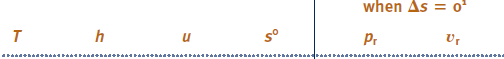 when Δs = 0¹
T h u s° pᵣ vᵣ